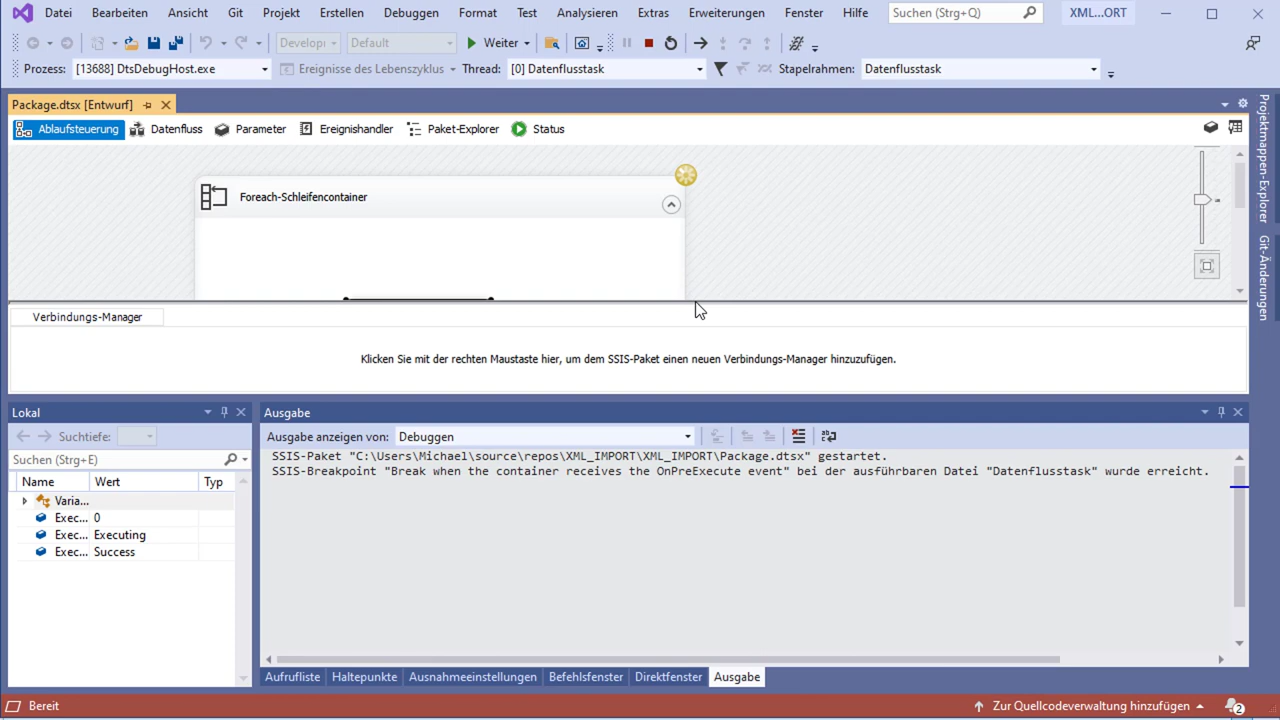 Datei Bearbeiten Ansicht Git Projekt Erstellen Debuggen Format Test Analysieren Extras Erweiterungen Fenster Hilfe Suchen (Strg+Q) XML...ORT
Develop Default Weiter
Prozess: [13688] DtsDebugHost.exe Ereignisse des Lebenszyklus Thread: [0] Datenflusstask Stapelrahmen: Datenflusstask
Package.dtsx [Entwurf]
Ablaufsteuerung Datenfluss Parameter Ereignishandler Paket-Explorer Status
Foreach-Schleifencontainer
Verbindungs-Manager
Klicken Sie mit der rechten Maustaste hier, um dem SSIS-Paket einen neuen Verbindungs-Manager hinzuzufügen.
Projektmappen-Explorer
Git-Änderungen
Lokal
Suchtiefe:
Suchen (Strg+E)
Name Wert Typ
Varia...
Exec... 0
Exec... Executing
Exec... Success
Ausgabe
Ausgabe anzeigen von: Debuggen
SSIS-Paket "C:\Users\Michael\source\repos\XML_IMPORT\XML_IMPORT\Package.dtsx" gestartet.
SSIS-Breakpoint "Break when the container receives the OnPreExecute event" bei der ausführbaren Datei "Datenflusstask" wurde erreicht.
Aufrufliste Haltepunkte Ausnahmeeinstellungen Befehlsfenster Direktfenster Ausgabe
Bereit Zur Quellcodeverwaltung hinzufügen 2